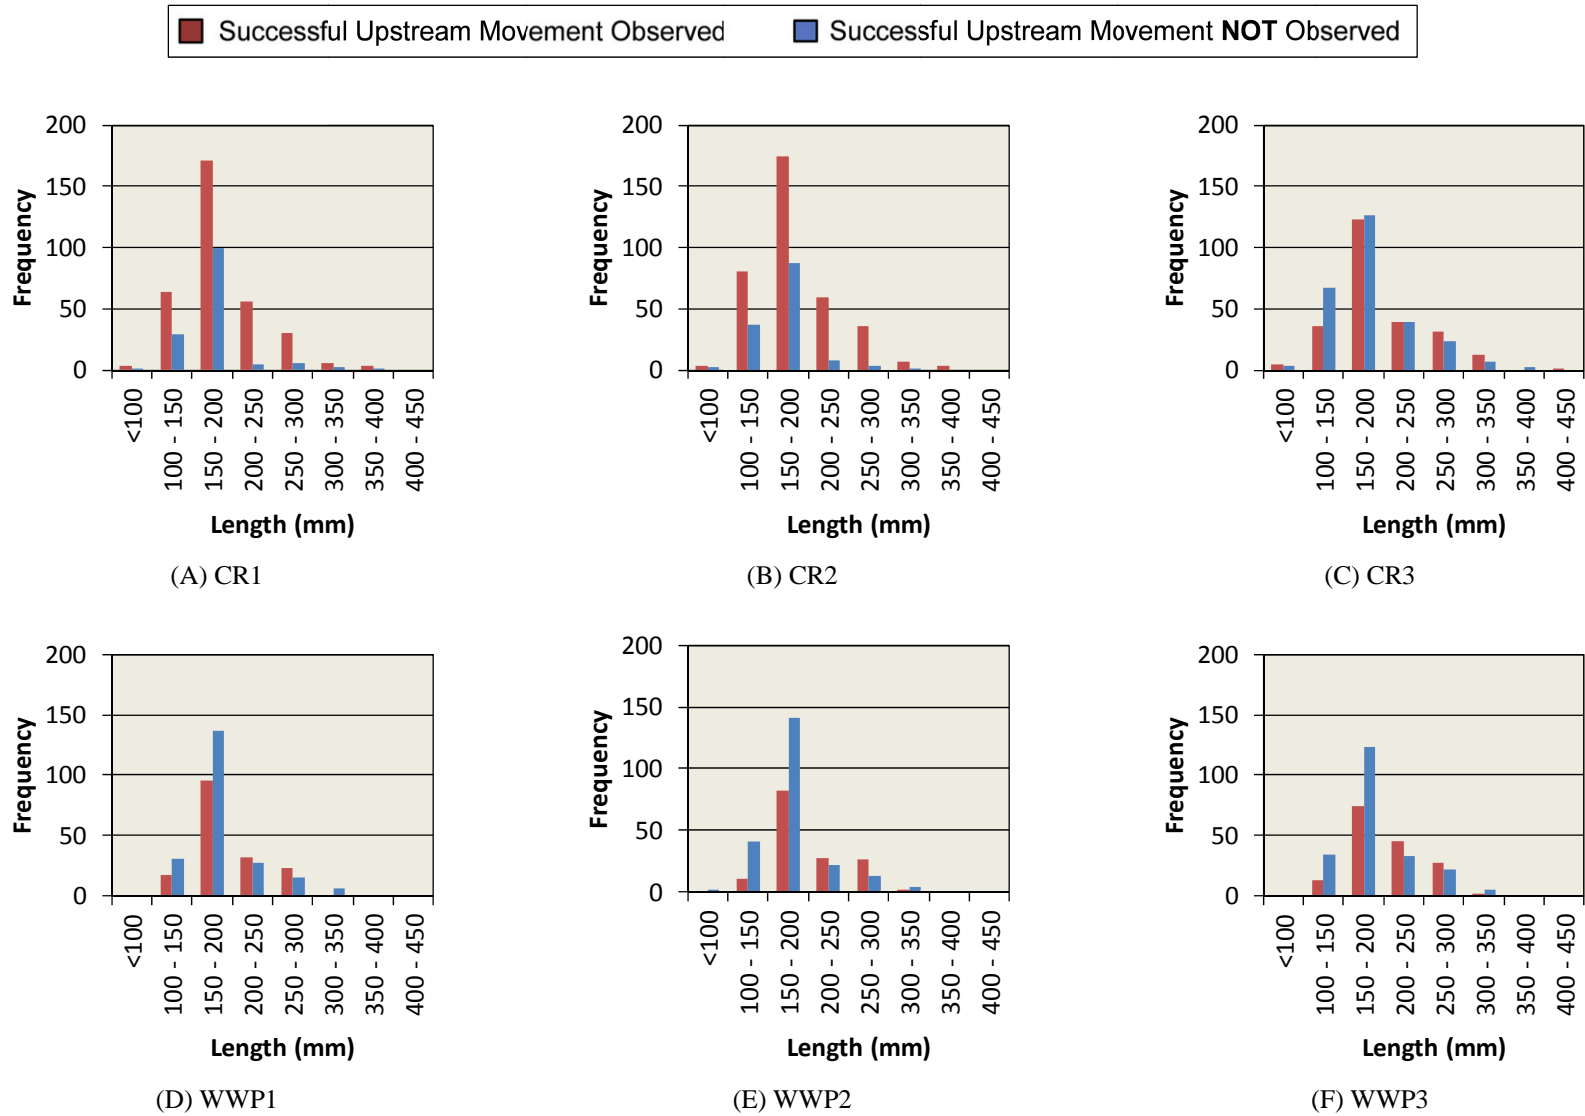 Successful Upstream Movement Observed
Successful Upstream Movement NOT Observed
200
150
100
50
0
Frequency
<100
100 - 150
150 - 200
200 - 250
250 - 300
300 - 350
350 - 400
400 - 450
Length (mm)
(A) CR1
200
150
100
50
0
Frequency
<100
100 - 150
150 - 200
200 - 250
250 - 300
300 - 350
350 - 400
400 - 450
Length (mm)
(B) CR2
200
150
100
50
0
Frequency
<100
100 - 150
150 - 200
200 - 250
250 - 300
300 - 350
350 - 400
400 - 450
Length (mm)
(C) CR3
200
150
100
50
0
Frequency
<100
100 - 150
150 - 200
200 - 250
250 - 300
300 - 350
350 - 400
400 - 450
Length (mm)
(D) WWP1
200
150
100
50
0
Frequency
<100
100 - 150
150 - 200
200 - 250
250 - 300
300 - 350
350 - 400
400 - 450
Length (mm)
(E) WWP2
200
150
100
50
0
Frequency
<100
100 - 150
150 - 200
200 - 250
250 - 300
300 - 350
350 - 400
400 - 450
Length (mm)
(F) WWP3